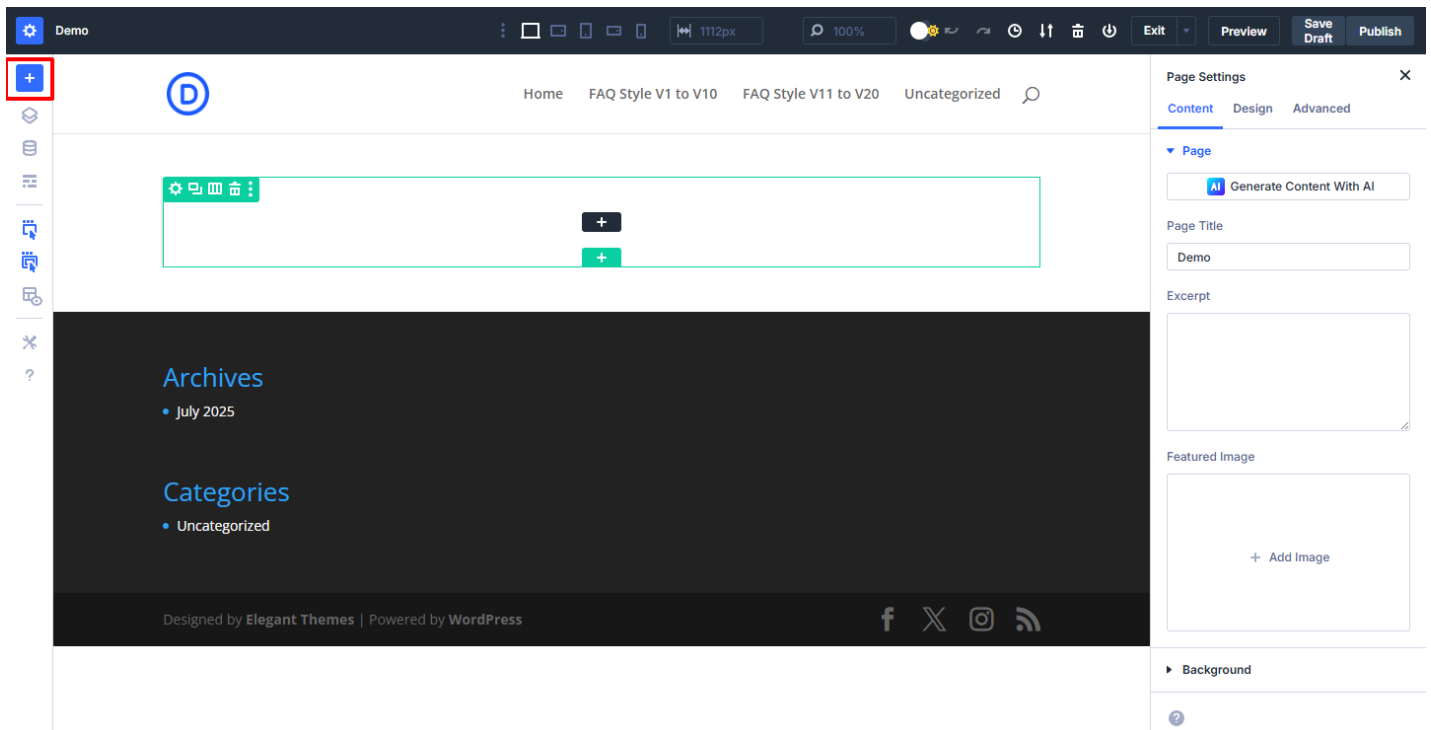 Demo
1112px
100%
Exit
Preview
Save Draft
Publish
D
Home FAQ Style V1 to V10 FAQ Style V11 to V20 Uncategorized
Page Settings
Content Design Advanced
Page
AI Generate Content With AI
Page Title
Demo
Excerpt
Featured Image
+ Add Image
Background
Archives
July 2025
Categories
Uncategorized
Designed by Elegant Themes | Powered by WordPress